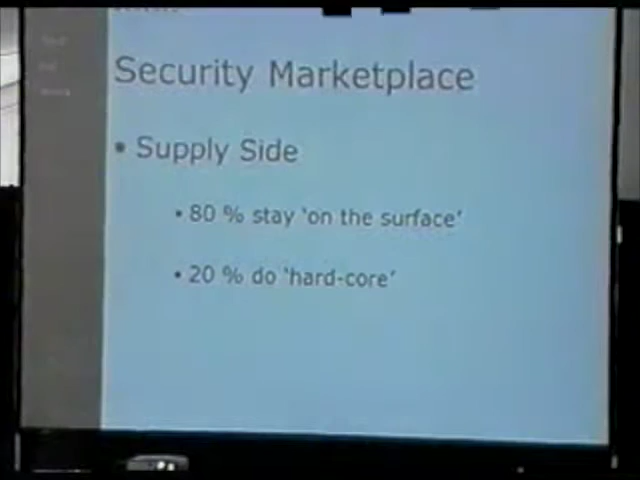 Security Marketplace
• Supply Side
• 80 % stay ‘on the surface’
• 20 % do ‘hard-core’